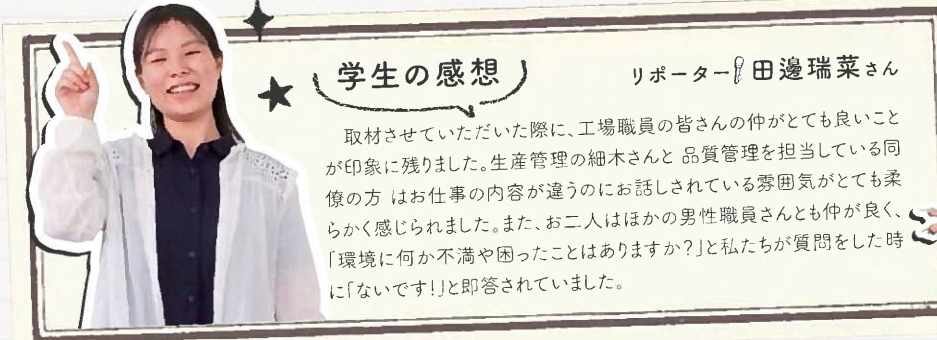 学生の感想
リポーター 田邊瑞菜さん
取材させていただいた際に、工場職員の皆さんの仲がとても良いこと
が印象に残りました。生産管理の細木さんと 品質管理を担当している同
僚の方 はお仕事の内容が違うのにお話しされている雰囲気がとても柔
らかく感じられました。また、お二人はほかの男性職員さんとも仲が良く、
「環境に何か不満や困ったことはありますか?」と私たちが質問をした時
に「ないです!」と即答されていました。